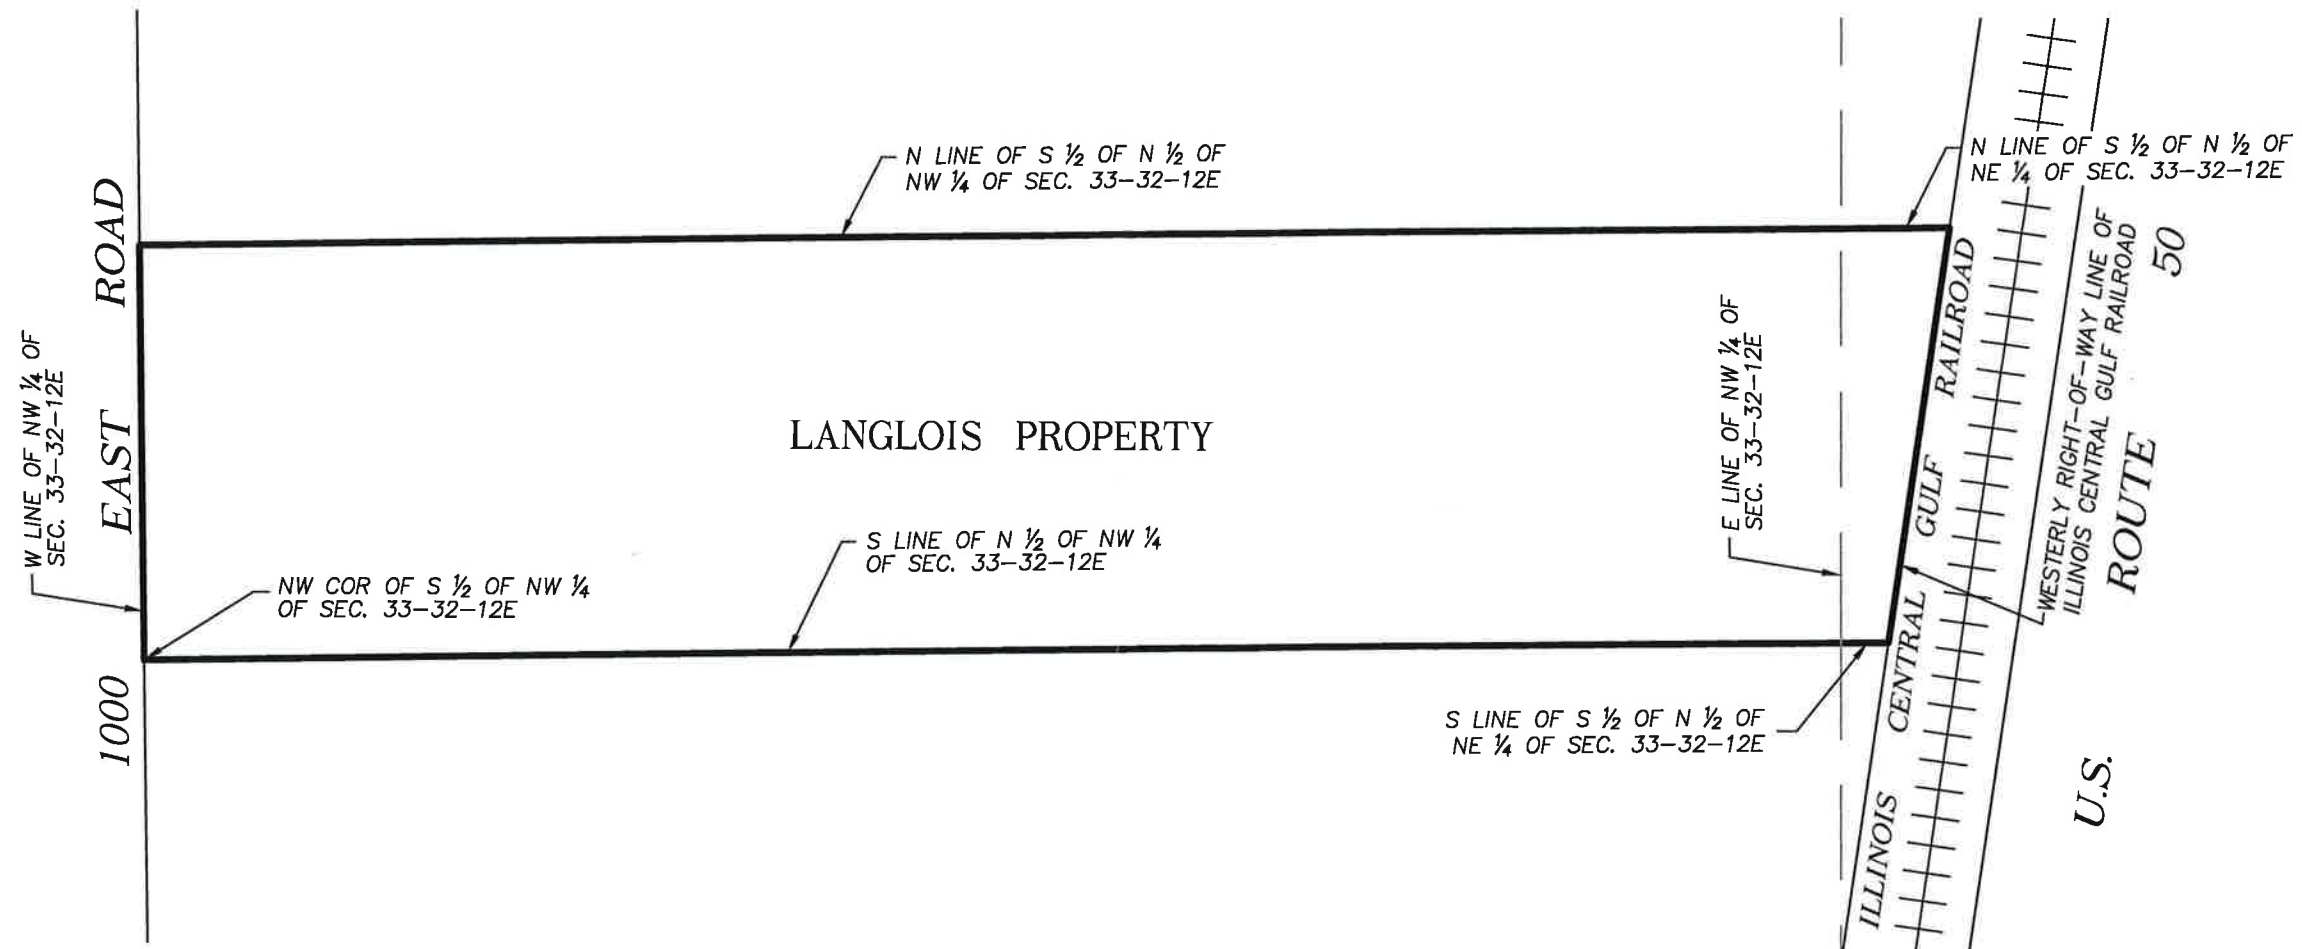 N LINE OF S ½ OF N ½ OF
NW ¼ OF SEC. 33-32-12E
N LINE OF S ½ OF N ½ OF
NE ¼ OF SEC. 33-32-12E
W LINE OF NW ¼ OF
SEC. 33-32-12E
1000 EAST ROAD
LANGLOIS PROPERTY
NW COR OF S ½ OF NW ¼
OF SEC. 33-32-12E
S LINE OF N ½ OF NW ¼
OF SEC. 33-32-12E
E LINE OF NW ¼ OF
SEC. 33-32-12E
S LINE OF S ½ OF N ½ OF
NE ¼ OF SEC. 33-32-12E
ILLINOIS CENTRAL GULF RAILROAD
WESTERLY RIGHT-OF-WAY LINE OF
ILLINOIS CENTRAL GULF RAILROAD
U.S. ROUTE 50